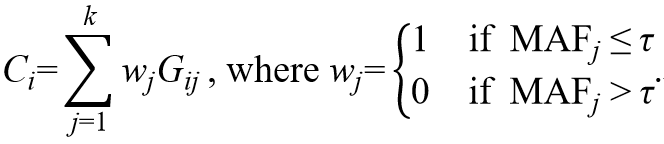 C_i = \sum_{j=1}^{k} w_j G_{ij}, where w_j = \begin{cases} 1 & \text{if } \mathrm{MAF}_j \leq \tau \\ 0 & \text{if } \mathrm{MAF}_j > \tau \end{cases}.